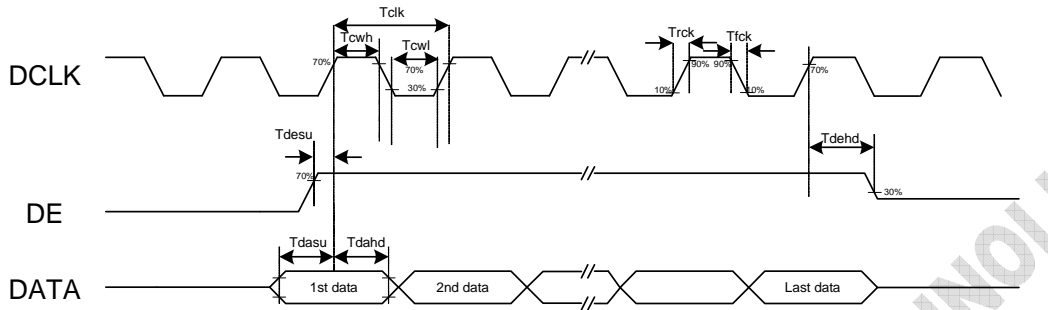 Tclk
Tcwh
Tcwl
Trck
Tfck
DCLK
70%
70%
30%
90%
90%
10%
10%
70%
Tdesu
Tdehd
70%
30%
DE
Tdasu
Tdahd
DATA
1st data
2nd data
Last data